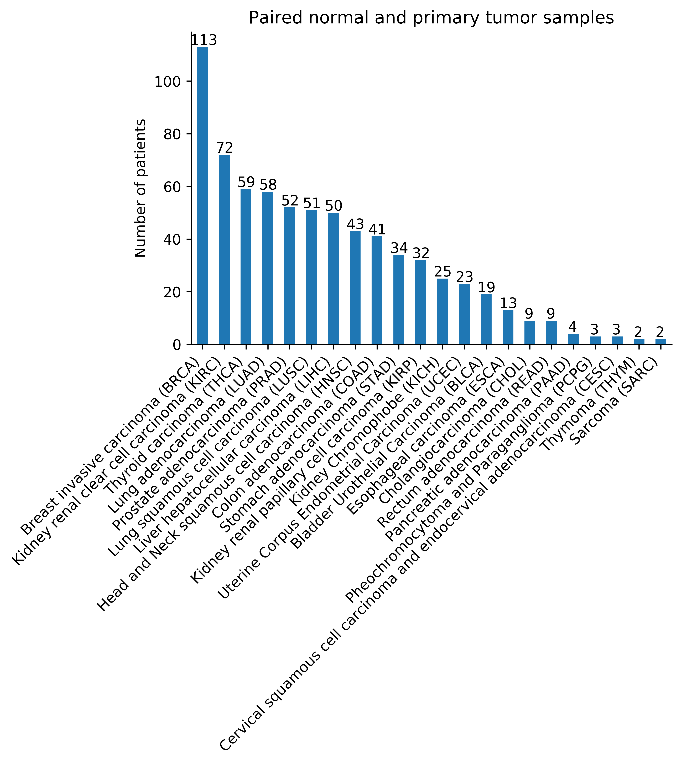 Paired normal and primary tumor samples
Number of patients
0
20
40
60
80
100
113
72
59
58
52
51
50
43
41
34
32
25
23
19
13
9
9
4
3
3
2
2
Breast invasive carcinoma (BRCA)
Kidney renal clear cell carcinoma (KIRC)
Thyroid carcinoma (THCA)
Lung adenocarcinoma (LUAD)
Prostate adenocarcinoma (PRAD)
Lung squamous cell carcinoma (LUSC)
Liver hepatocellular carcinoma (LIHC)
Head and Neck squamous cell carcinoma (HNSC)
Colon adenocarcinoma (COAD)
Stomach adenocarcinoma (STAD)
Kidney renal papillary cell carcinoma (KIRP)
Kidney Chromophobe (KICH)
Uterine Corpus Endometrial Carcinoma (UCEC)
Bladder Urothelial Carcinoma (BLCA)
Esophageal carcinoma (ESCA)
Cholangiocarcinoma (CHOL)
Rectum adenocarcinoma (READ)
Pancreatic adenocarcinoma (PAAD)
Pheochromocytoma and Paraganglioma (PCPG)
Cervical squamous cell carcinoma and endocervical adenocarcinoma (CESC)
Thymoma (THYM)
Sarcoma (SARC)